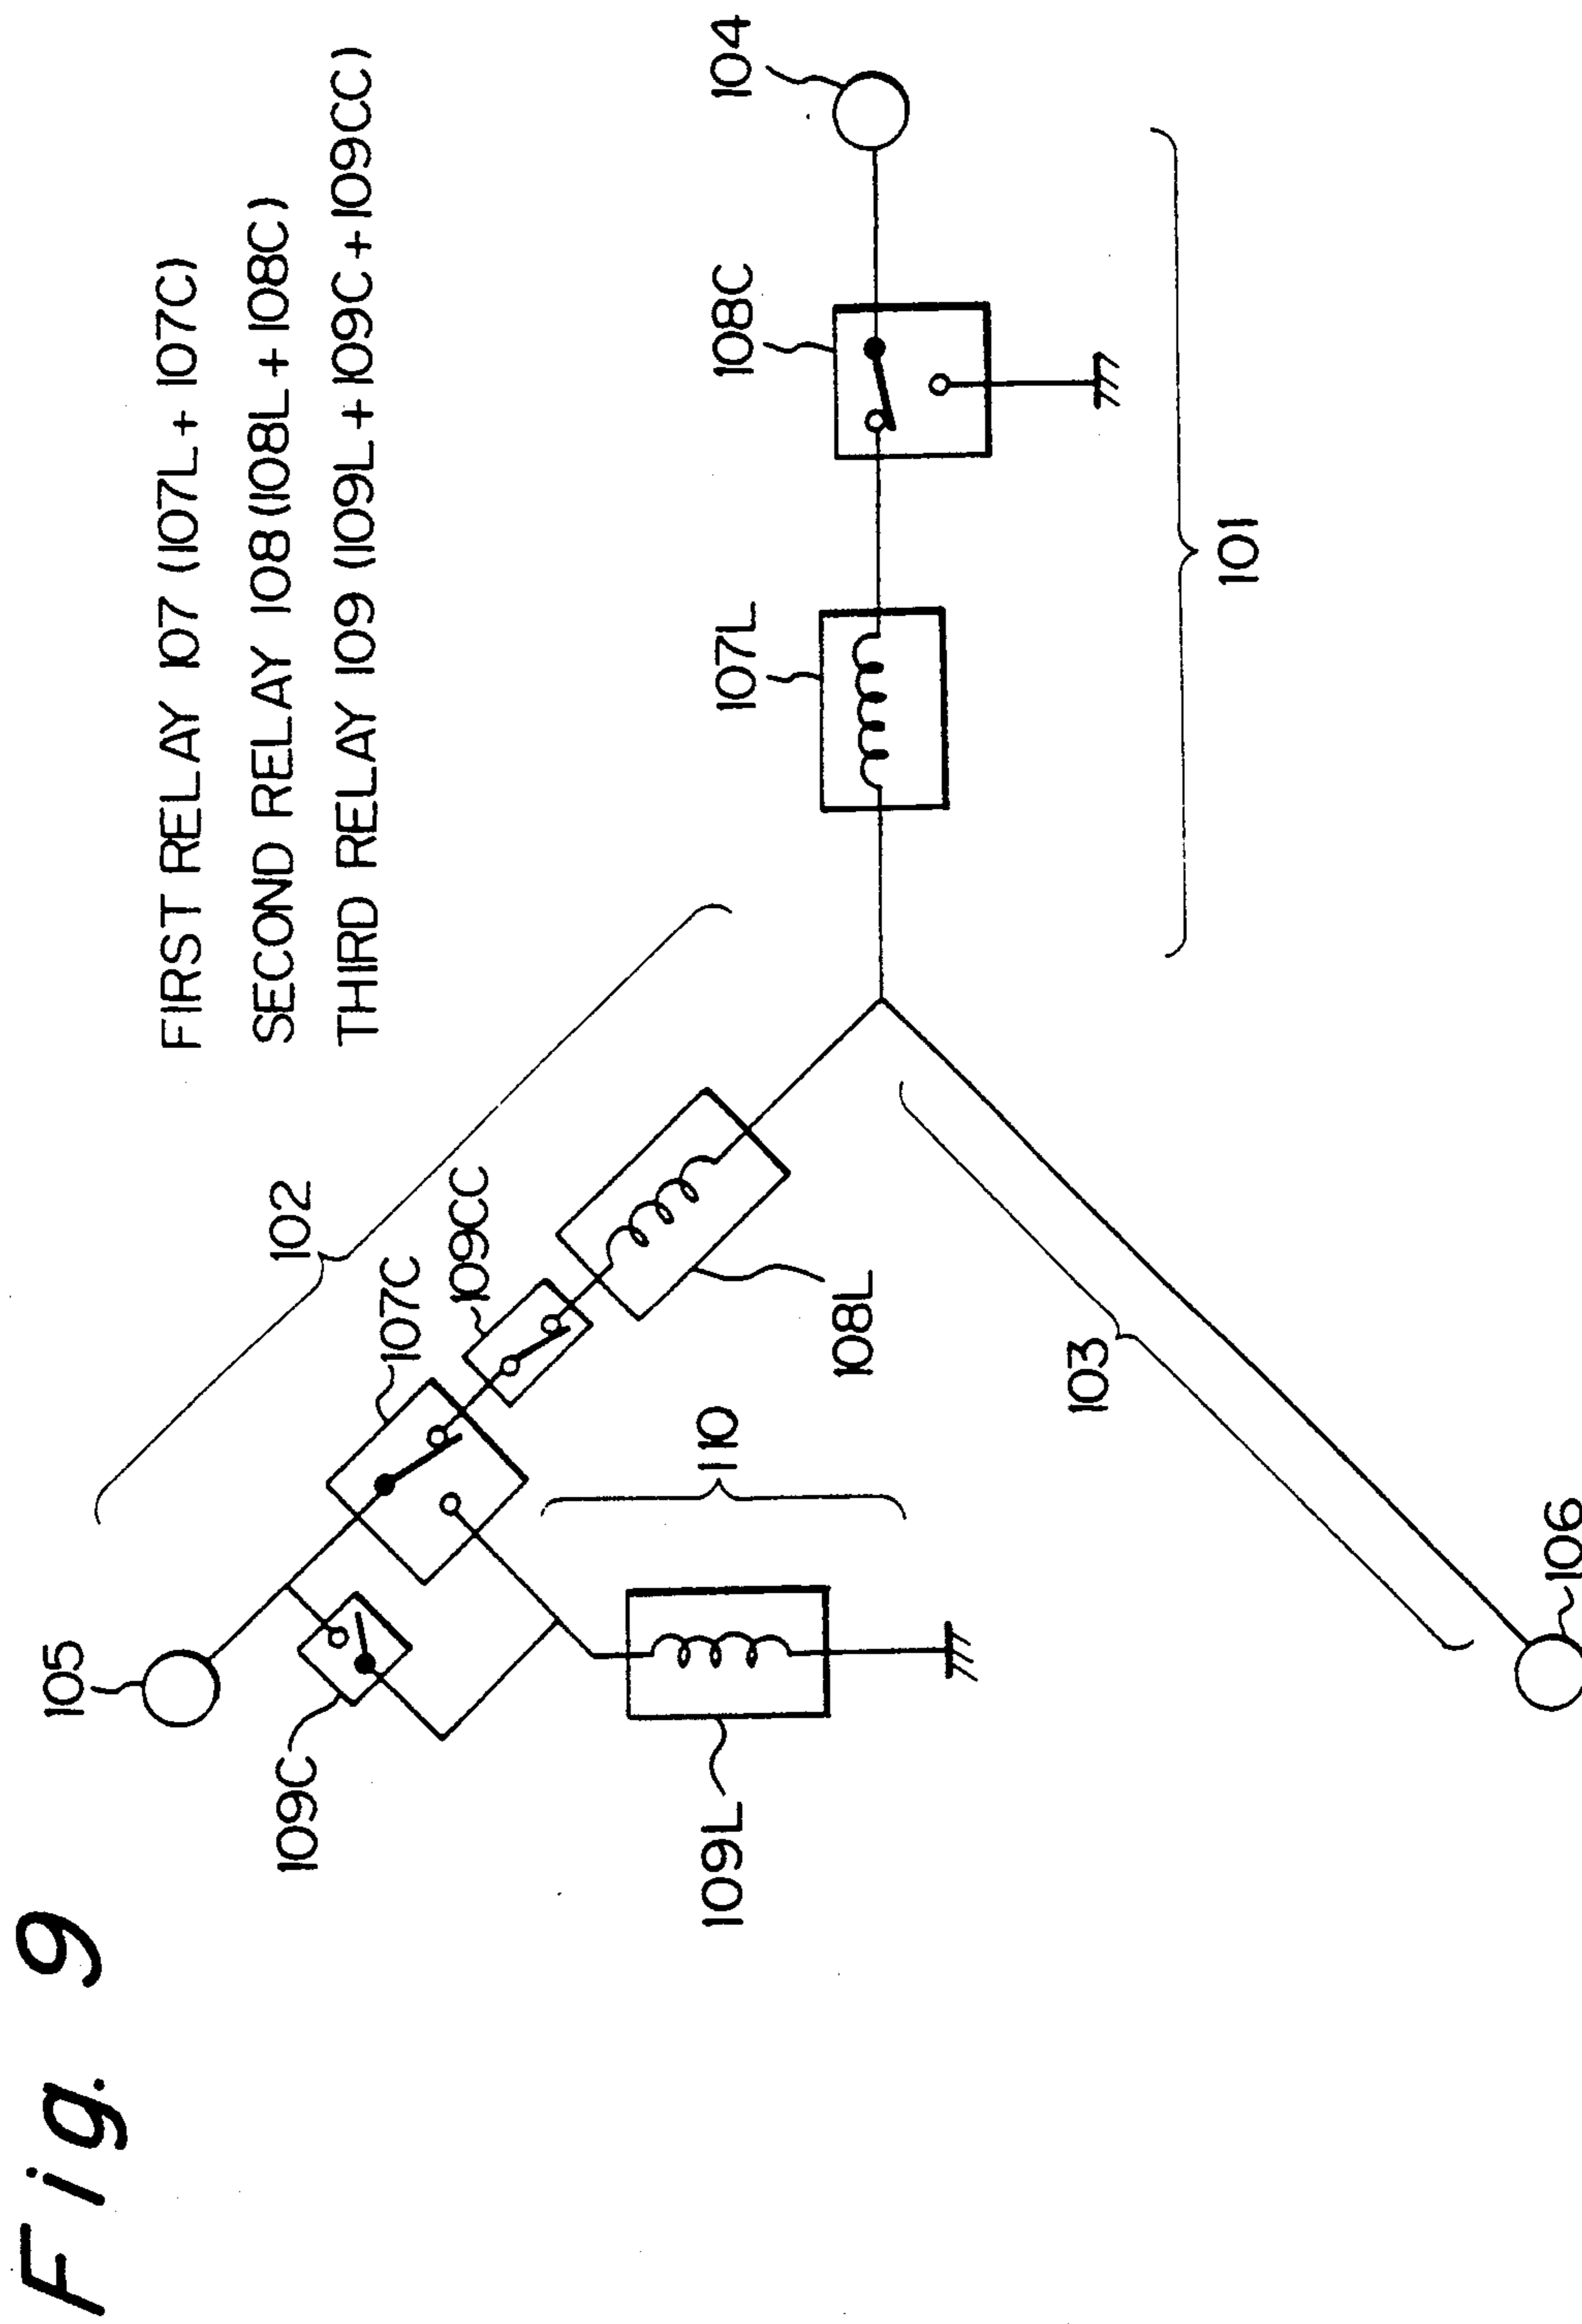 Fig. 9
FIRST RELAY 107 (107L + 107C)
SECOND RELAY 108 (108L + 108C)
THIRD RELAY 109 (109L + 109C + 109CC)
105
109C
102
107C
109CC
109L
110
108L
107L
108C
104
103
101
106